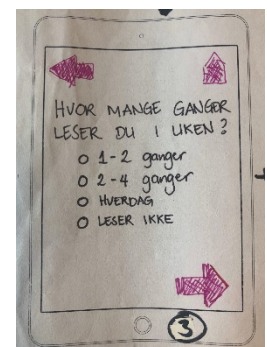 HVOR MANGE GANGER
LESER DU I UKEN?
1-2 ganger
2-4 ganger
HVERDAG
LESER IKKE
3